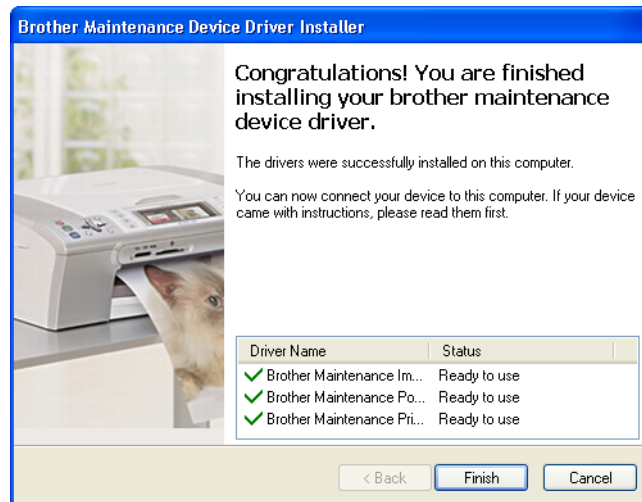 Brother Maintenance Device Driver Installer
Congratulations! You are finished
installing your brother maintenance
device driver.
The drivers were successfully installed on this computer.
You can now connect your device to this computer. If your device
came with instructions, please read them first.
Driver Name Status
Brother Maintenance Im... Ready to use
Brother Maintenance Po... Ready to use
Brother Maintenance Pri... Ready to use
< Back Finish Cancel